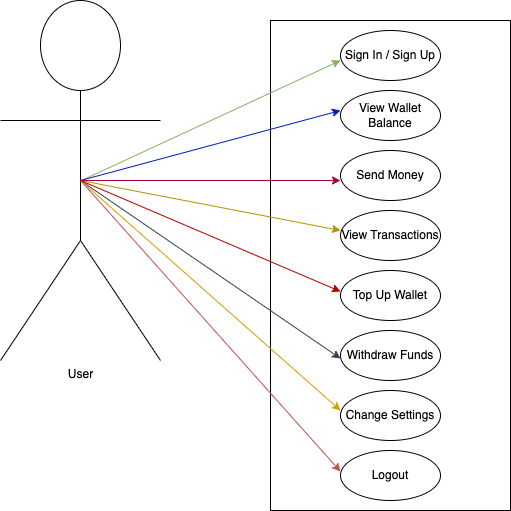 Sign In / Sign Up
View Wallet
Balance
Send Money
View Transactions
Top Up Wallet
Withdraw Funds
User
Change Settings
Logout